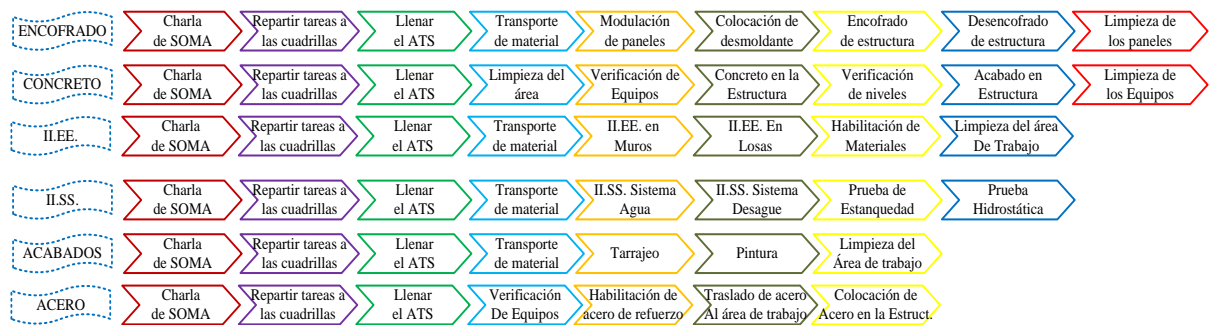 ENCOFRADO
Charla
de SOMA
Repartir tareas a
las cuadrillas
Llenar
el ATS
Transporte
de material
Modulación
de paneles
Colocación de
desmoldante
Encofrado
de estructura
Desencofrado
de estructura
Limpieza de
los paneles
CONCRETO
Charla
de SOMA
Repartir tareas a
las cuadrillas
Llenar
el ATS
Limpieza del
área
Verificación de
Equipos
Concreto en la
Estructura
Verificación
de niveles
Acabado en
Estructura
Limpieza de
los Equipos
II.EE.
Charla
de SOMA
Repartir tareas a
las cuadrillas
Llenar
el ATS
Transporte
de material
II.EE. en
Muros
II.EE. En
Losas
Habilitación de
Materiales
Limpieza del área
De Trabajo
II.SS.
Charla
de SOMA
Repartir tareas a
las cuadrillas
Llenar
el ATS
Transporte
de material
II.SS. Sistema
Agua
II.SS. Sistema
Desague
Prueba de
Estanquedad
Prueba
Hidrostática
ACABADOS
Charla
de SOMA
Repartir tareas a
las cuadrillas
Llenar
el ATS
Transporte
de material
Tarrajeo
Pintura
Limpieza del
Área de trabajo
ACERO
Charla
de SOMA
Repartir tareas a
las cuadrillas
Llenar
el ATS
Verificación
De Equipos
Habilitación de
acero de refuerzo
Traslado de acero
Al área de trabajo
Colocación de
Acero en la Estruct.